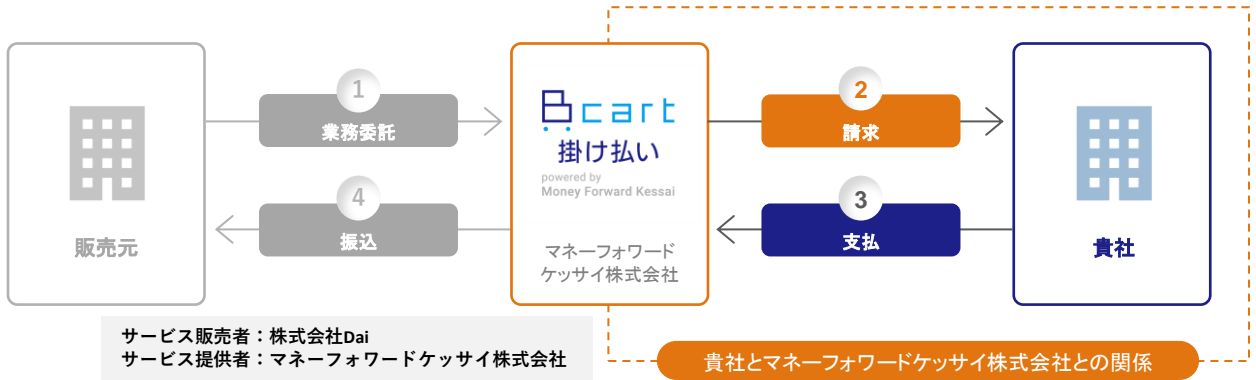 1
業務委託
4
振込
販売元
Bcart
掛け払い
powered by
Money Forward Kessai
マネーフォワード
ケッサイ株式会社
2
請求
3
支払
貴社
サービス販売者：株式会社Dai
サービス提供者：マネーフォワードケッサイ株式会社
貴社とマネーフォワードケッサイ株式会社との関係